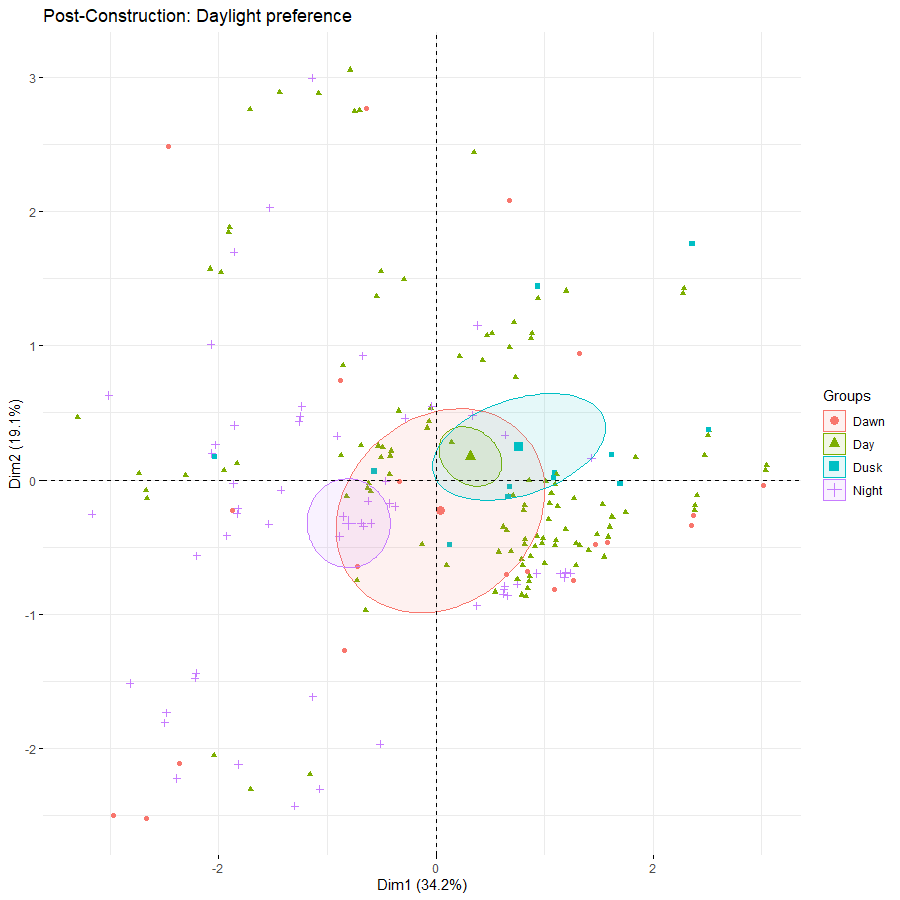 Post-Construction: Daylight preference
3
2
1
0
-1
-2
Dim2 (19.1%)
-2
0
2
Dim1 (34.2%)
Groups
Dawn
Day
Dusk
Night